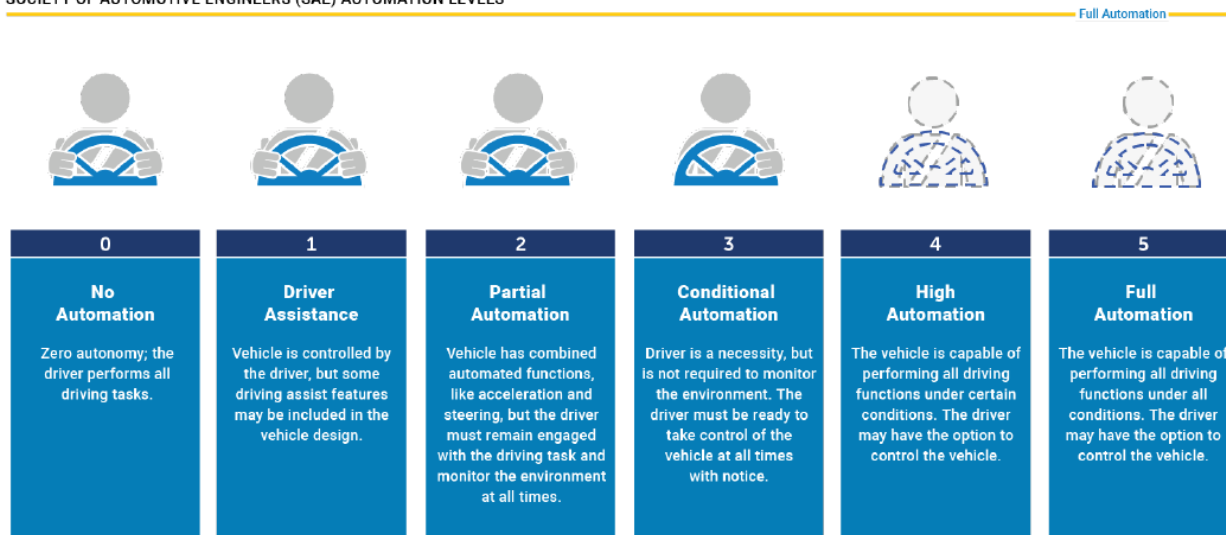 SOCIETY OF AUTOMOTIVE ENGINEERS (SAE) AUTOMATION LEVELS
Full Automation
0
No
Automation
Zero autonomy; the
driver performs all
driving tasks.
1
Driver
Assistance
Vehicle is controlled by
the driver, but some
driving assist features
may be included in the
vehicle design.
2
Partial
Automation
Vehicle has combined
automated functions,
like acceleration and
steering, but the driver
must remain engaged
with the driving task and
monitor the environment
at all times.
3
Conditional
Automation
Driver is a necessity, but
is not required to monitor
the environment. The
driver must be ready to
take control of the
vehicle at all times
with notice.
4
High
Automation
The vehicle is capable of
performing all driving
functions under certain
conditions. The driver
may have the option to
control the vehicle.
5
Full
Automation
The vehicle is capable of
performing all driving
functions under all
conditions. The driver
may have the option to
control the vehicle.